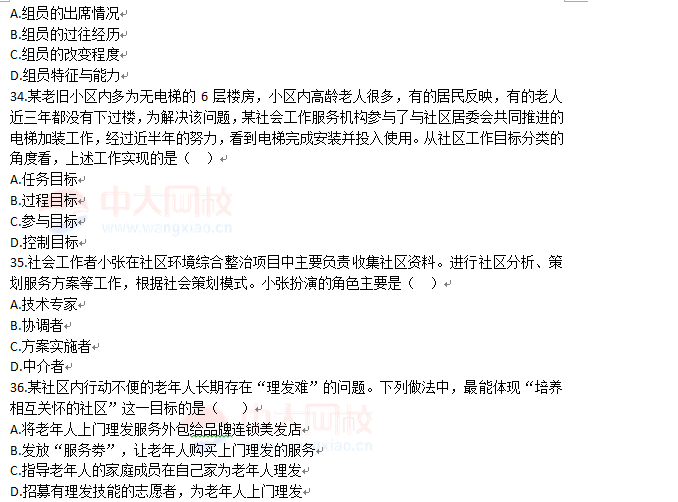 A.组员的出席情况
B.组员的过往经历
C.组员的改变程度
D.组员特征与能力
34.某老旧小区内多为无电梯的 6 层楼房，小区内高龄老人很多，有的居民反映，有的老人
近三年都没有下过楼,为解决该问题，某社会工作服务机构参与了与社区居委会共同推进的
电梯加装工作，经过近半年的努力，看到电梯完成安装并投入使用。从社区工作目标分类的
角度看，上述工作实现的是（　）
A.任务目标
B.过程目标
C.参与目标
D.控制目标
中大网校
www.wangxiao.cn
35.社会工作者小张在社区环境综合整治项目中主要负责收集社区资料。进行社区分析、策
划服务方案等工作，根据社会策划模式。小张扮演的角色主要是（　）
A.技术专家
B.协调者
C.方案实施者
D.中介者
36.某社区内行动不便的老年人长期存在“理发难”的问题。下列做法中，最能体现“培养
相互关怀的社区”这一目标的是（　）
A.将老年人上门理发服务外包给品牌连锁美发店
B.发放“服务券”，让老年人购买上门理发的服务
C.指导老年人的家庭成员在自己家为老年人理发
D.招募有理发技能的志愿者，为老年人上门理发
中大网校
www.wangxiao.cn